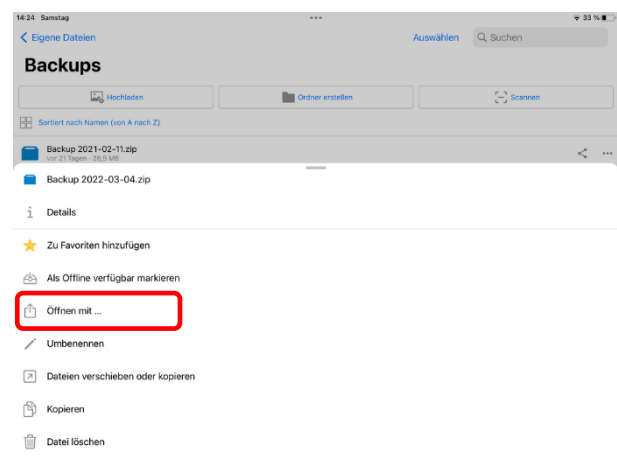 14:24 Samstag
33 %
Eigene Dateien
Auswählen
Suchen
Backups
Hochladen
Ordner erstellen
Scannen
Sortiert nach Namen (von A nach Z)
Backup 2021-02-11.zip
vor 21 Tagen - 28,9 MB
Backup 2022-03-04.zip
Details
Zu Favoriten hinzufügen
Als Offline verfügbar markieren
Öffnen mit ...
Umbenennen
Dateien verschieben oder kopieren
Kopieren
Datei löschen